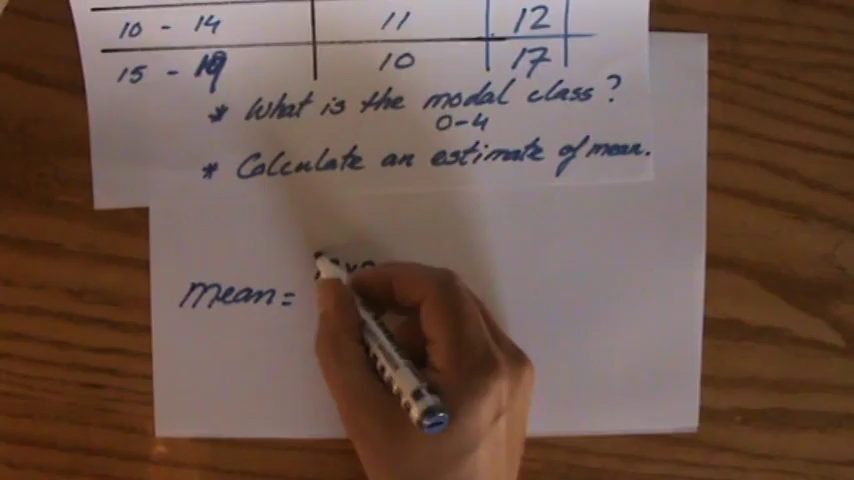 10 - 14 11 12
15 - 19 10 17
* What is the modal class?
0-4
* Calculate an estimate of mean.
mean =